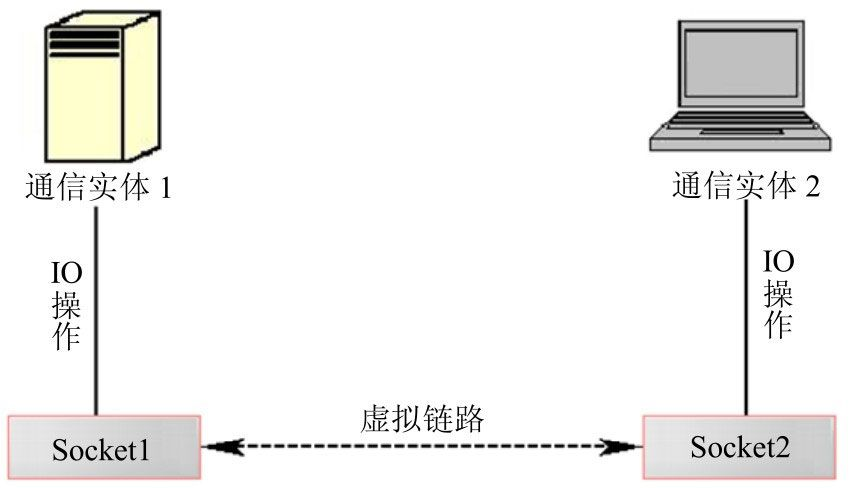 通信实体 1
通信实体 2
IO
操
作
IO
操
作
虚拟链路
Socket1
Socket2